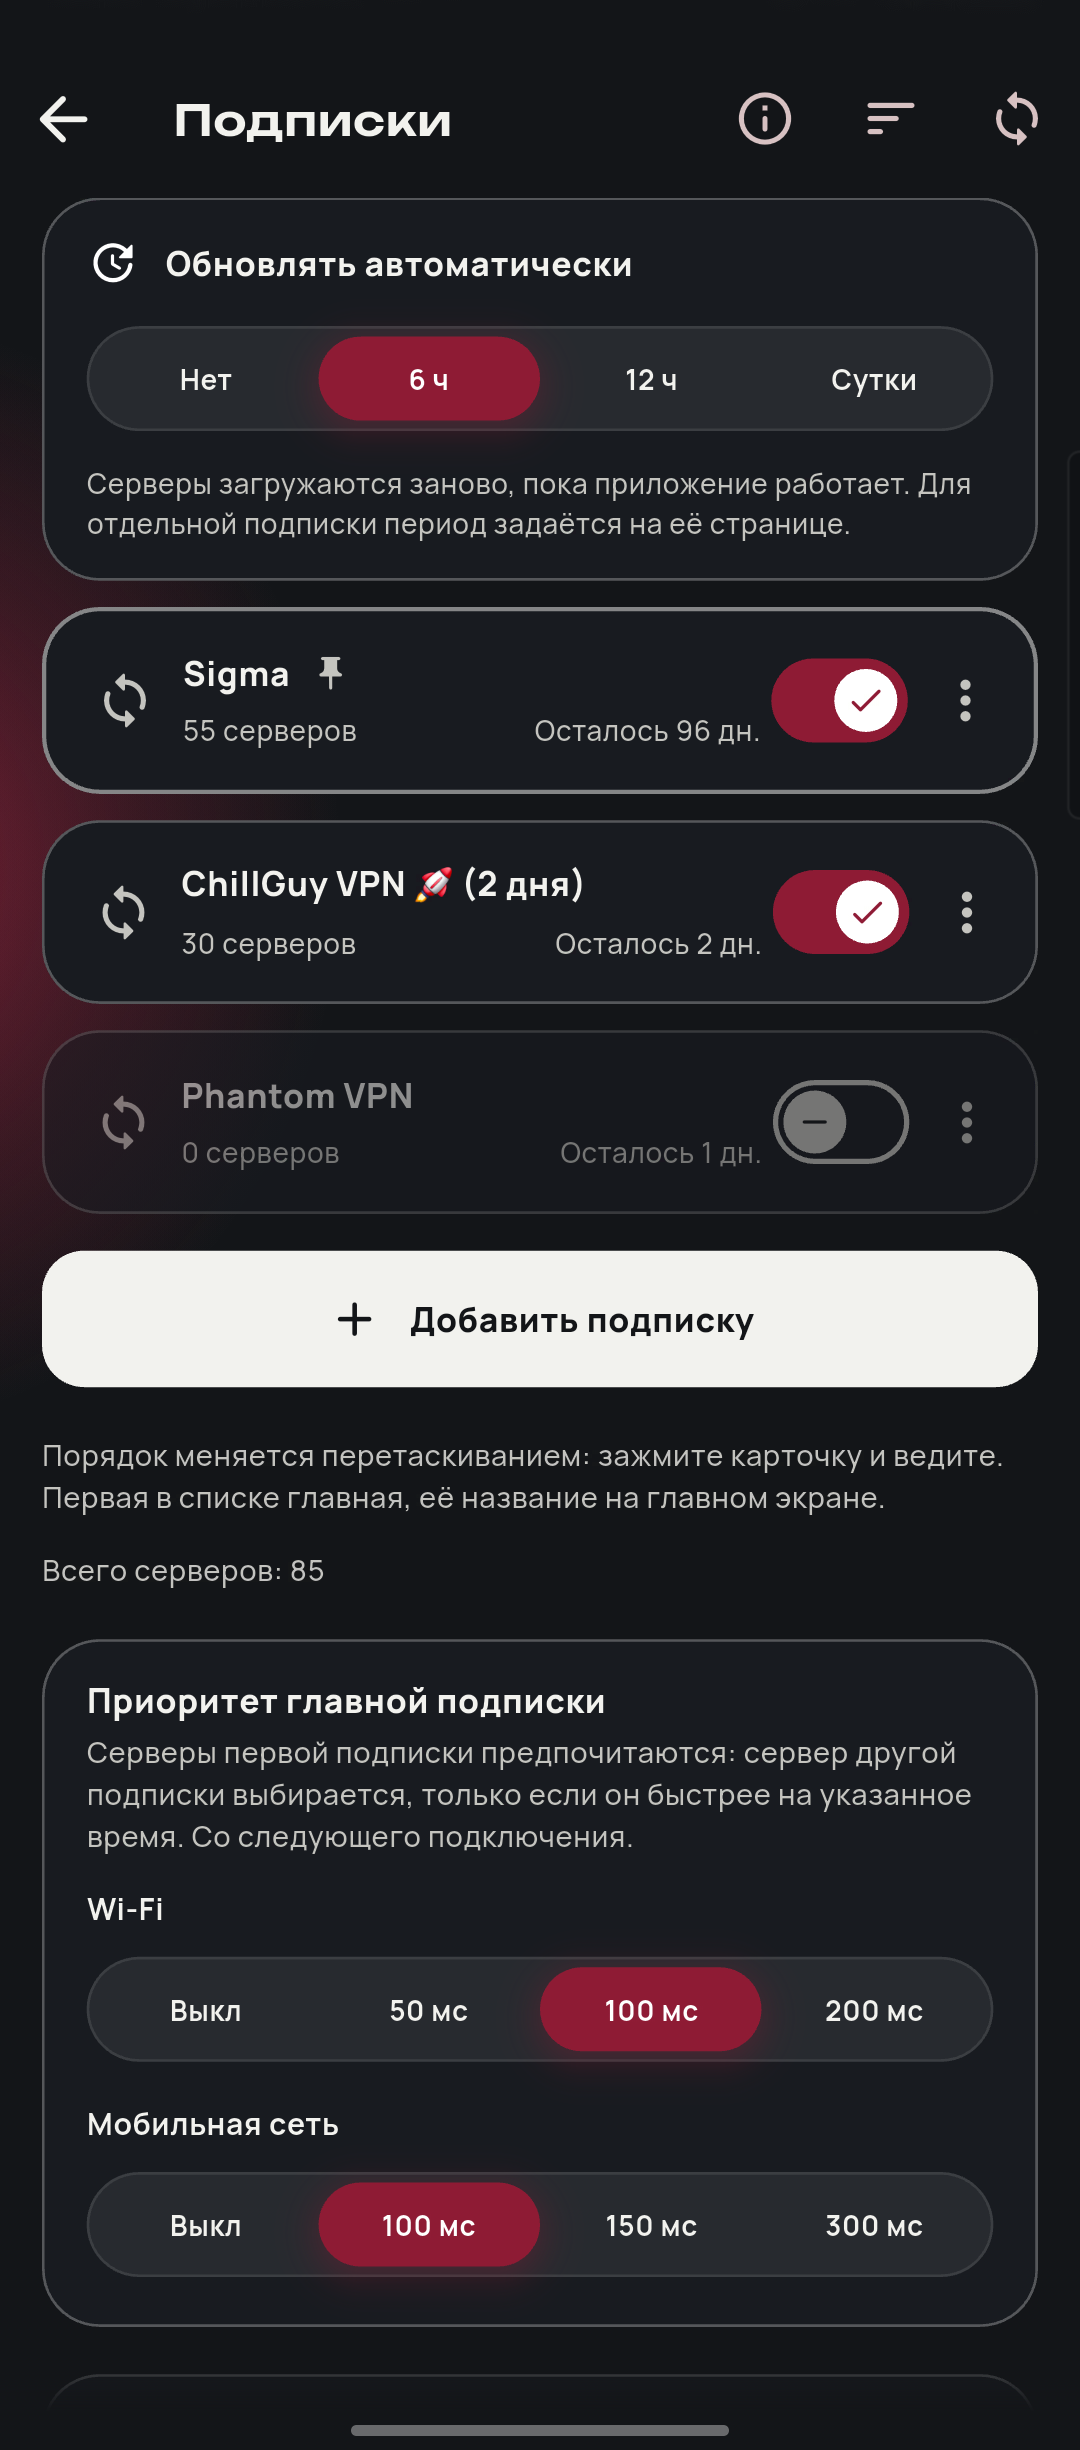 Подписки
Обновлять автоматически
Нет 6 ч 12 ч Сутки
Серверы загружаются заново, пока приложение работает. Для
отдельной подписки период задаётся на её странице.
Sigma
55 серверов Осталось 96 дн.
ChillGuy VPN 🚀 (2 дня)
30 серверов Осталось 2 дн.
Phantom VPN
0 серверов Осталось 1 дн.
+ Добавить подписку
Порядок меняется перетаскиванием: зажмите карточку и ведите.
Первая в списке главная, её название на главном экране.
Всего серверов: 85
Приоритет главной подписки
Серверы первой подписки предпочитаются: сервер другой
подписки выбирается, только если он быстрее на указанное
время. Со следующего подключения.
Wi-Fi
Выкл 50 мс 100 мс 200 мс
Мобильная сеть
Выкл 100 мс 150 мс 300 мс